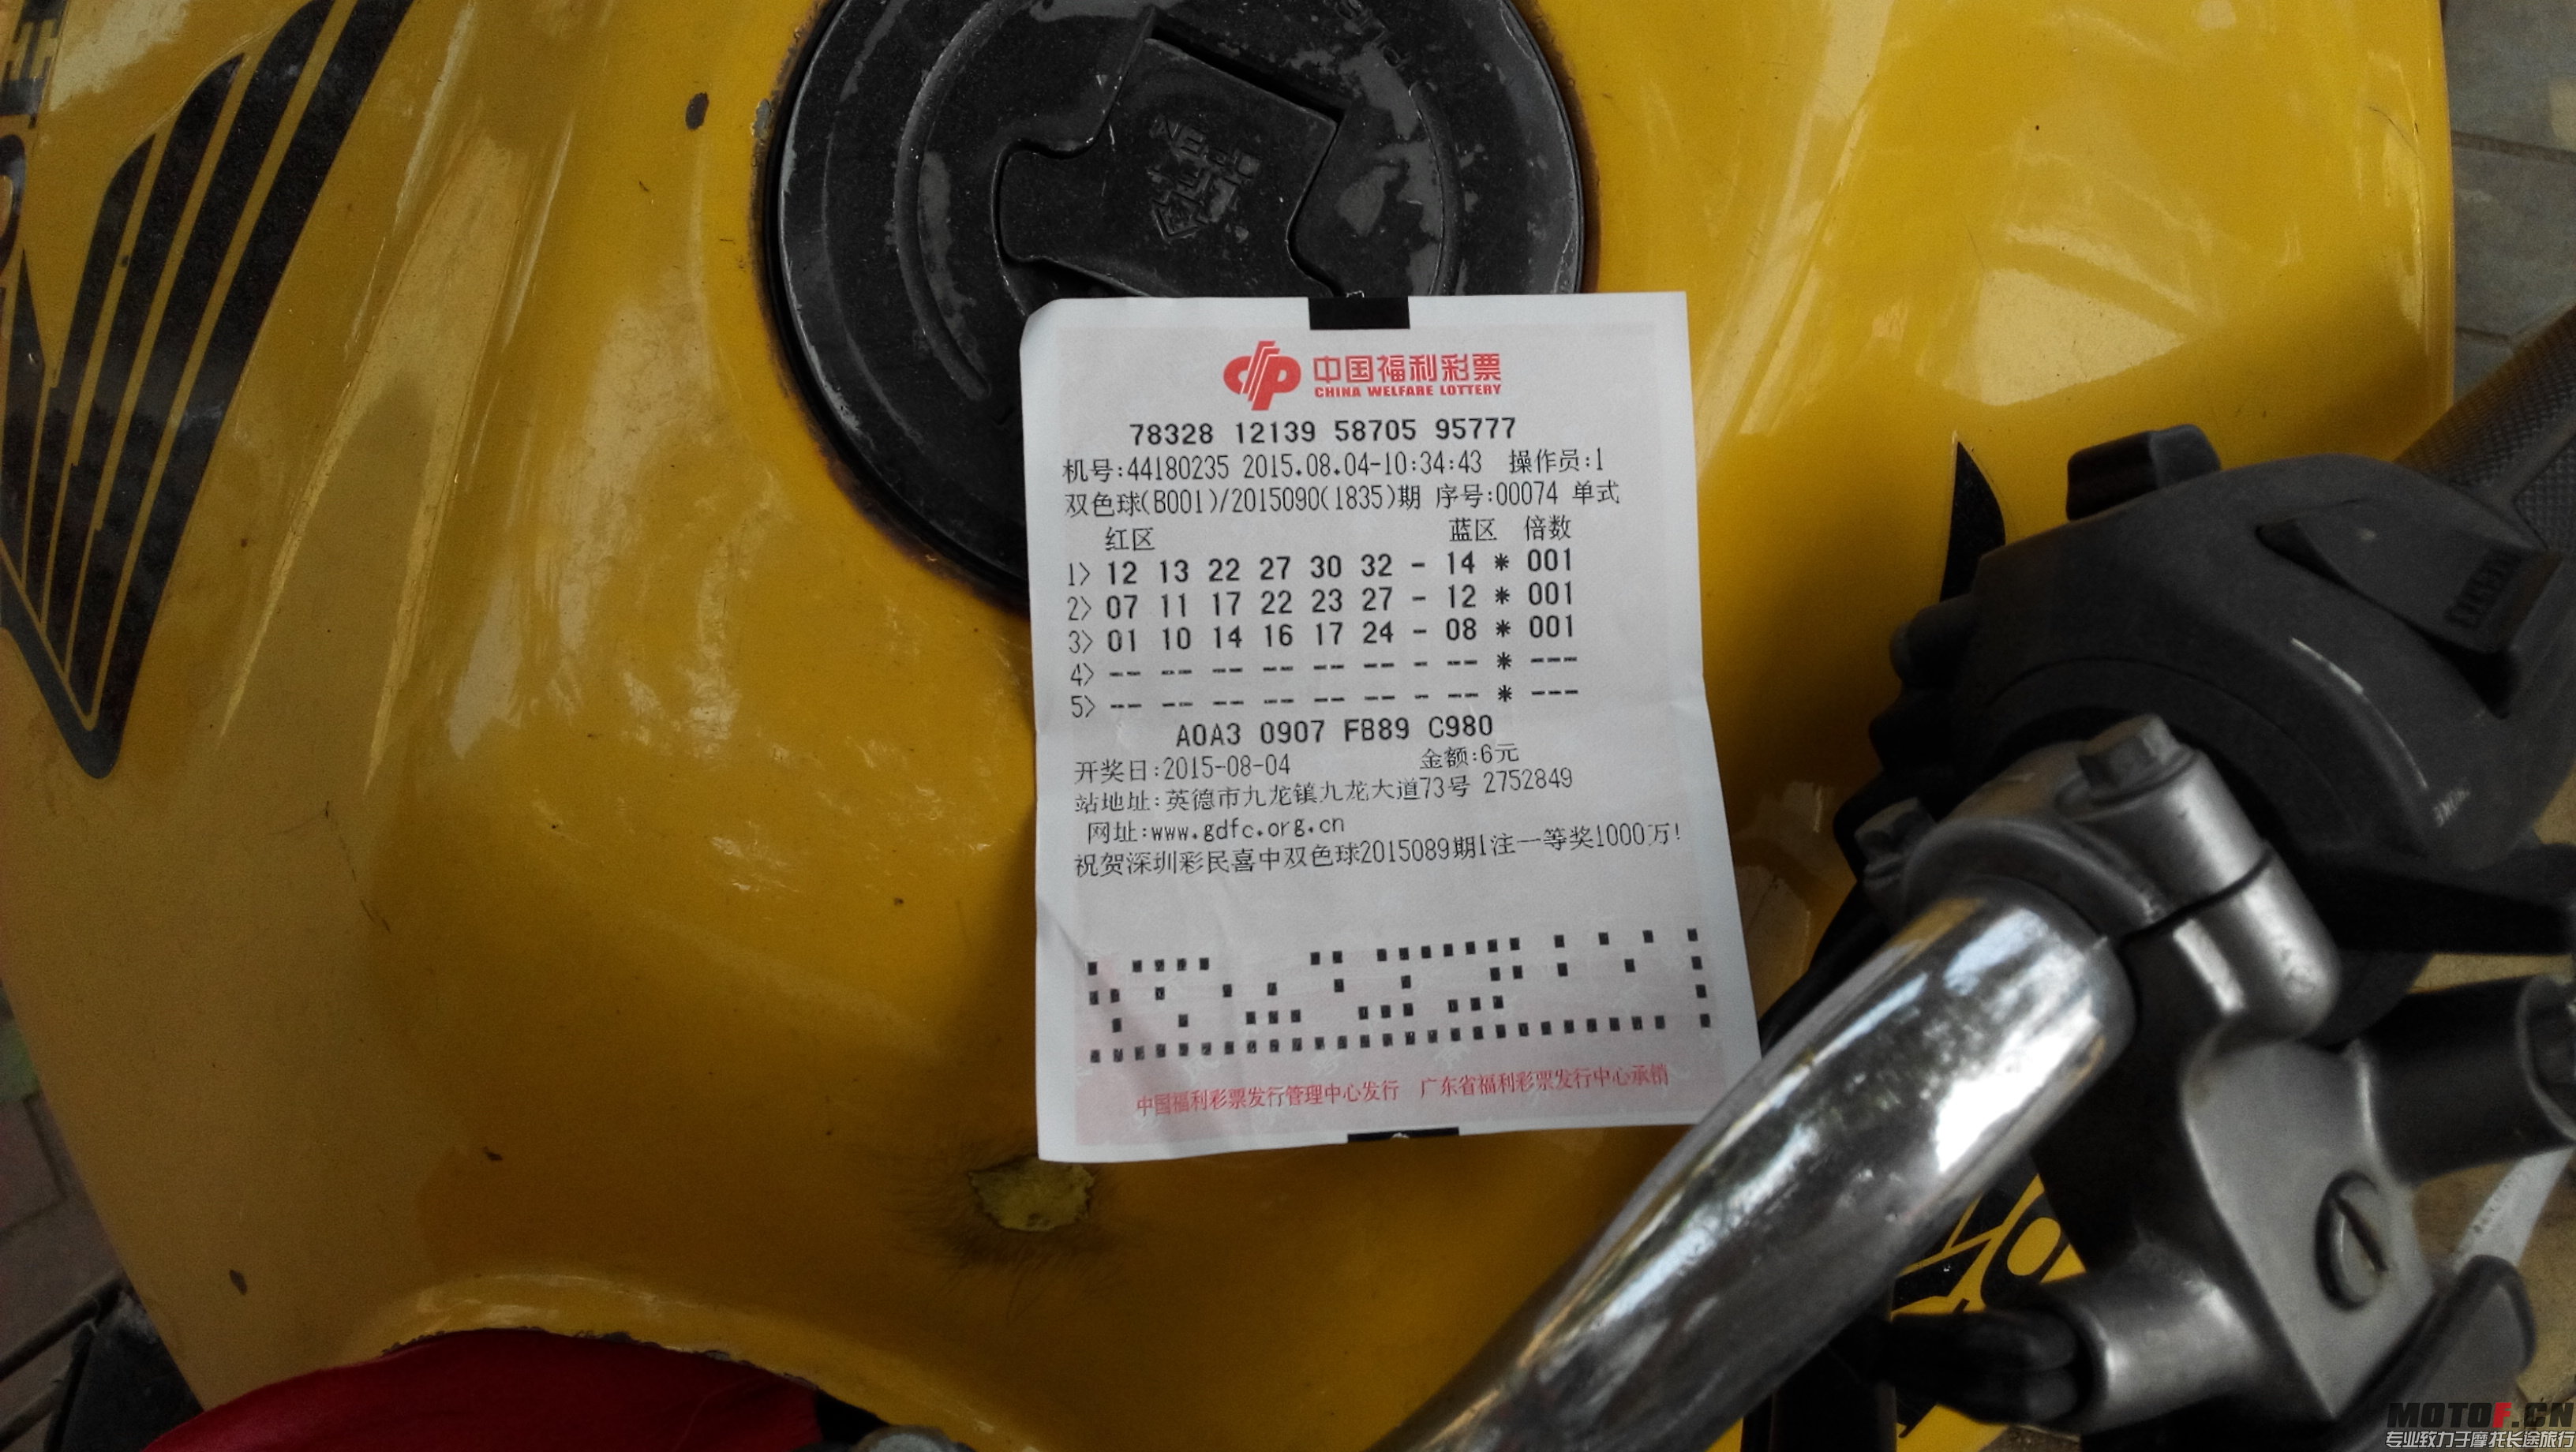 中国福利彩票
CHINA WELFARE LOTTERY
78328 12139 58705 95777
机号:44180235 2015.08.04-10:34:43 操作员:1
双色球(B001)/2015090(1835)期 序号:00074 单式
红区 蓝区 倍数
1> 12 13 22 27 30 32 - 14 * 001
2> 07 11 17 22 23 27 - 12 * 001
3> 01 10 14 16 17 24 - 08 * 001
4> -- -- -- -- -- -- - -- * ---
5> -- -- -- -- -- -- - -- * ---
A0A3 0907 FB89 C980
开奖日:2015-08-04 金额:6元
站地址:英德市九龙镇九龙大道73号 2752849
网址:www.gdfc.org.cn
祝贺深圳彩民喜中双色球2015089期1注一等奖1000万!
中国福利彩票发行管理中心发行 广东省福利彩票发行中心承销
MOTOF.CN
专业致力于摩托长途旅行